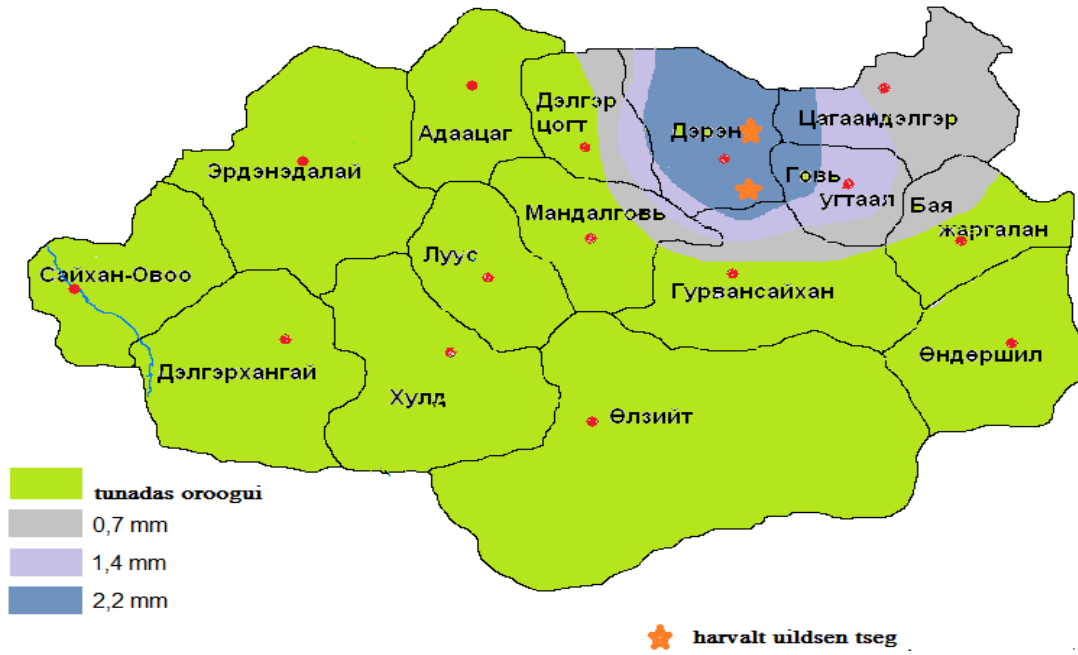 Дэлгэр
цогт
Дэрэн
Цагаандэлгэр
Адаацаг
Эрдэнэдалай
Говь
угтаал
Мандалговь
Бая
жаргалан
Луус
Сайхан-Овоо
Гурвансайхан
Өндөршил
Дэлгэрхангай
Хулд
Өлзийт
tunadas oroogui
0,7 mm
1,4 mm
2,2 mm
harvalt uildsen tseg